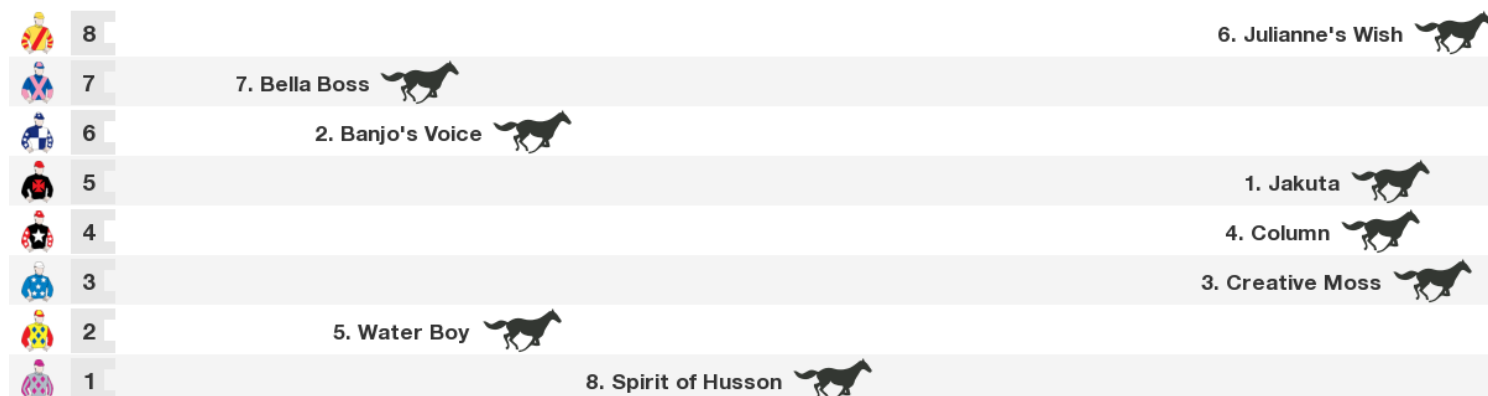 8 6. Julianne's Wish
7 7. Bella Boss
6 2. Banjo's Voice
5 1. Jakuta
4 4. Column
3 3. Creative Moss
2 5. Water Boy
1 8. Spirit of Husson